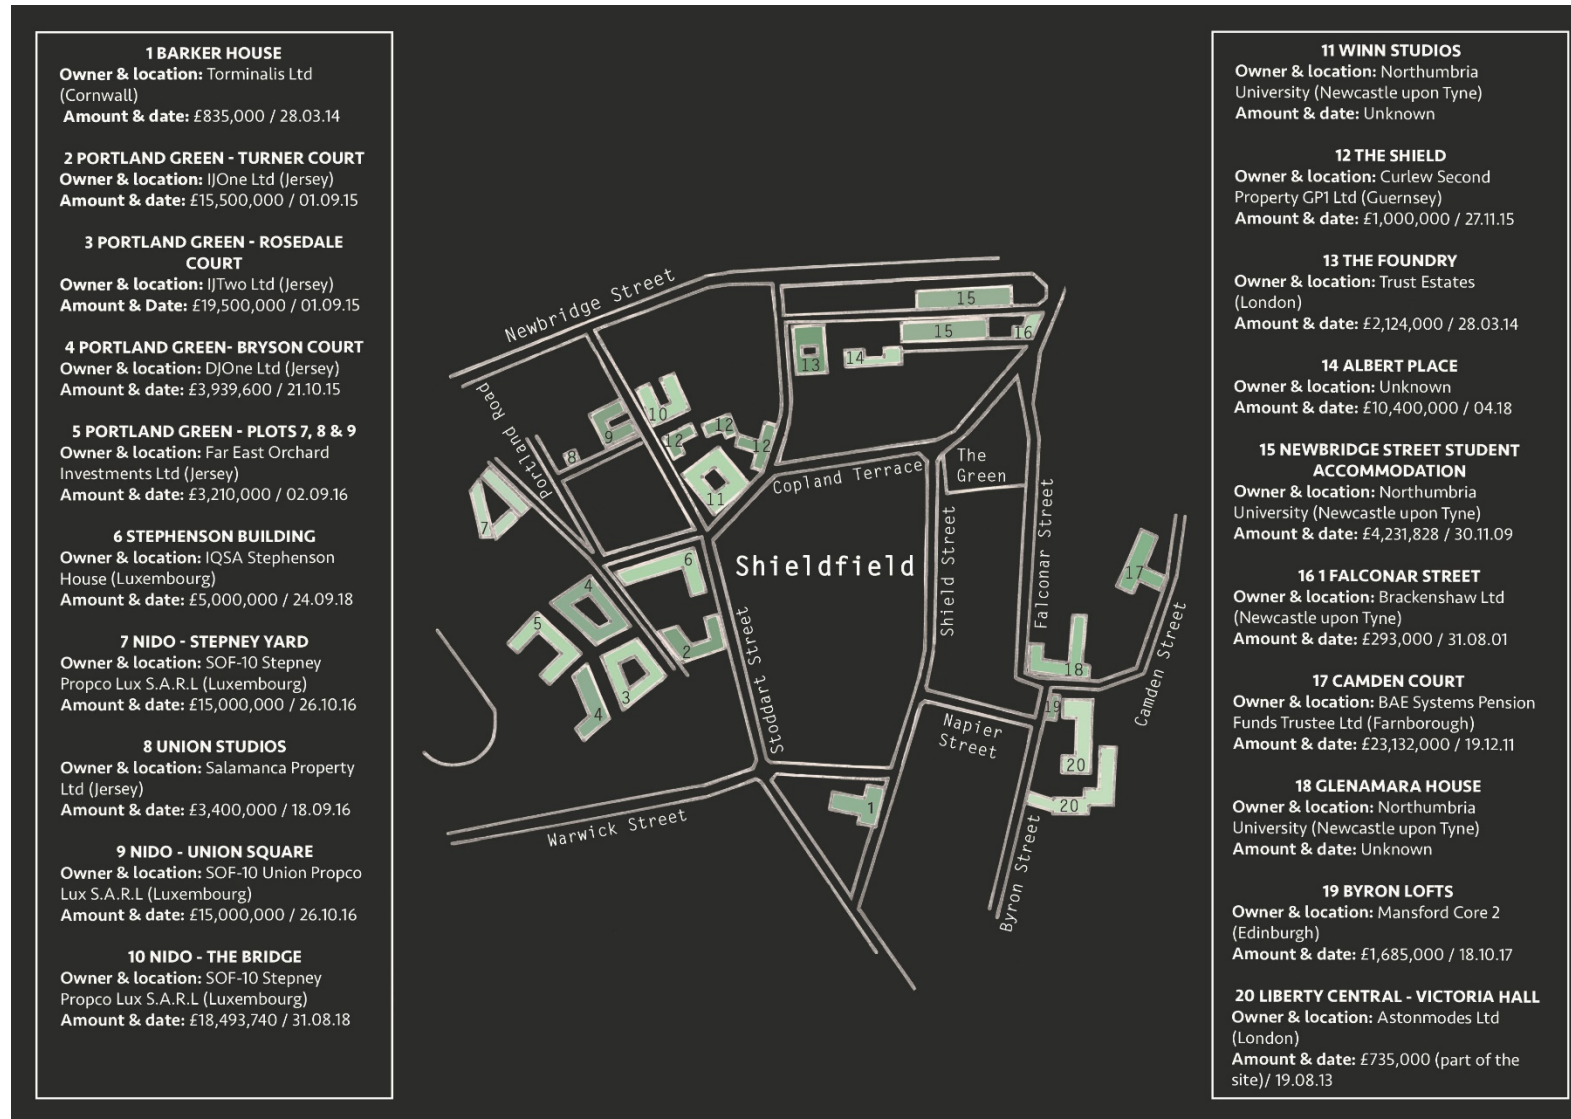 1 BARKER HOUSE
Owner & location: Torminalis Ltd
(Cornwall)
Amount & date: £835,000 / 28.03.14
2 PORTLAND GREEN - TURNER COURT
Owner & location: IJOne Ltd (Jersey)
Amount & date: £15,500,000 / 01.09.15
3 PORTLAND GREEN - ROSEDALE
COURT
Owner & location: IJTwo Ltd (Jersey)
Amount & Date: £19,500,000 / 01.09.15
4 PORTLAND GREEN- BRYSON COURT
Owner & location: DJOne Ltd (Jersey)
Amount & date: £3,939,600 / 21.10.15
5 PORTLAND GREEN - PLOTS 7, 8 & 9
Owner & location: Far East Orchard
Investments Ltd (Jersey)
Amount & date: £3,210,000 / 02.09.16
6 STEPHENSON BUILDING
Owner & location: IQSA Stephenson
House (Luxembourg)
Amount & date: £5,000,000 / 24.09.18
7 NIDO - STEPNEY YARD
Owner & location: SOF-10 Stepney
Propco Lux S.A.R.L (Luxembourg)
Amount & date: £15,000,000 / 26.10.16
8 UNION STUDIOS
Owner & location: Salamanca Property
Ltd (Jersey)
Amount & date: £3,400,000 / 18.09.16
9 NIDO - UNION SQUARE
Owner & location: SOF-10 Union Propco
Lux S.A.R.L (Luxembourg)
Amount & date: £15,000,000 / 26.10.16
10 NIDO - THE BRIDGE
Owner & location: SOF-10 Stepney
Propco Lux S.A.R.L (Luxembourg)
Amount & date: £18,493,740 / 31.08.18
Newbridge Street
15
15
16
13
14
Portland Road
10
9
12
12
12
8
11
7
Copland Terrace
The
Green
6
Shieldfield
4
5
2
3
4
Stoddart Street
Shield Street
Falconar Street
17
18
19
Camden Street
Napier
Street
20
20
1
Warwick Street
Byron Street
11 WINN STUDIOS
Owner & location: Northumbria
University (Newcastle upon Tyne)
Amount & date: Unknown
12 THE SHIELD
Owner & location: Curlew Second
Property GP1 Ltd (Guernsey)
Amount & date: £1,000,000 / 27.11.15
13 THE FOUNDRY
Owner & location: Trust Estates
(London)
Amount & date: £2,124,000 / 28.03.14
14 ALBERT PLACE
Owner & location: Unknown
Amount & date: £10,400,000 / 04.18
15 NEWBRIDGE STREET STUDENT
ACCOMMODATION
Owner & location: Northumbria
University (Newcastle upon Tyne)
Amount & date: £4,231,828 / 30.11.09
16 1 FALCONAR STREET
Owner & location: Brackenshaw Ltd
(Newcastle upon Tyne)
Amount & date: £293,000 / 31.08.01
17 CAMDEN COURT
Owner & location: BAE Systems Pension
Funds Trustee Ltd (Farnborough)
Amount & date: £23,132,000 / 19.12.11
18 GLENAMARA HOUSE
Owner & location: Northumbria
University (Newcastle upon Tyne)
Amount & date: Unknown
19 BYRON LOFTS
Owner & location: Mansford Core 2
(Edinburgh)
Amount & date: £1,685,000 / 18.10.17
20 LIBERTY CENTRAL - VICTORIA HALL
Owner & location: Astonmodes Ltd
(London)
Amount & date: £735,000 (part of the
site)/ 19.08.13